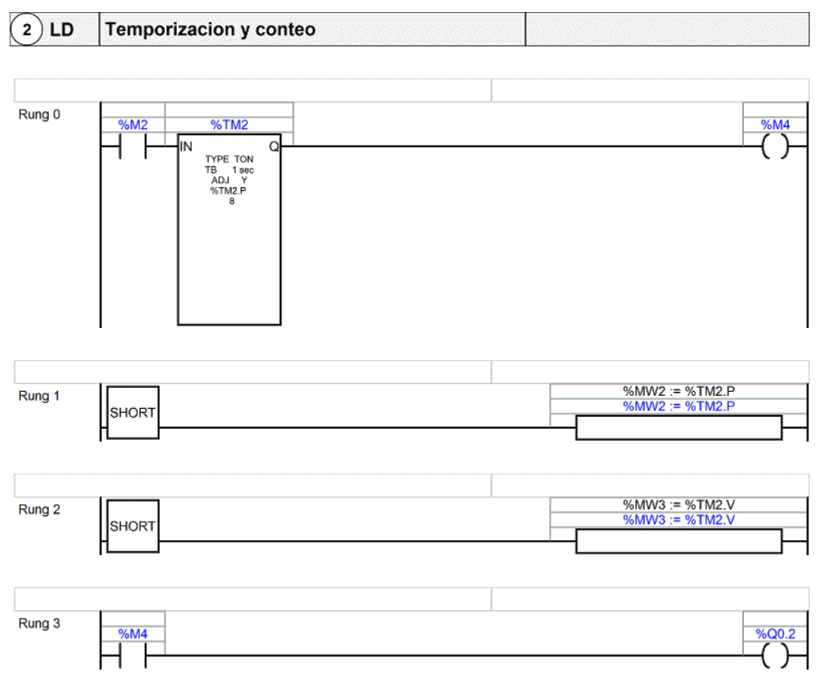 2 LD Temporizacion y conteo
Rung 0
%M2 %TM2 %M4
IN Q
TYPE TON
TB 1 sec
ADJ Y
%TM2.P
8
Rung 1
%MW2 := %TM2.P
%MW2 := %TM2.P
SHORT
Rung 2
%MW3 := %TM2.V
%MW3 := %TM2.V
SHORT
Rung 3
%M4 %Q0.2